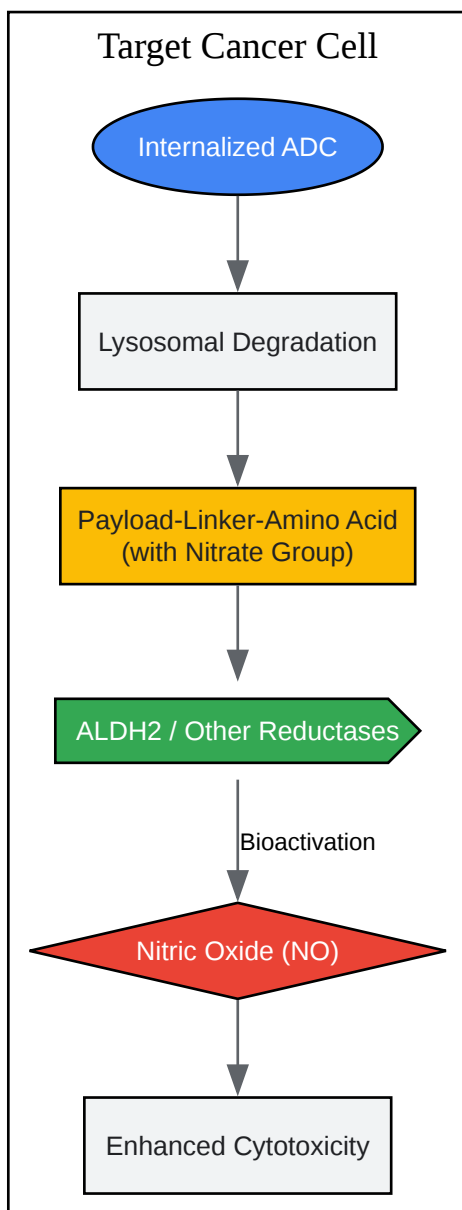 Target Cancer Cell
Internalized ADC
Lysosomal Degradation
Payload-Linker-Amino Acid
(with Nitrate Group)
ALDH2 / Other Reductases
Bioactivation
Nitric Oxide (NO)
Enhanced Cytotoxicity